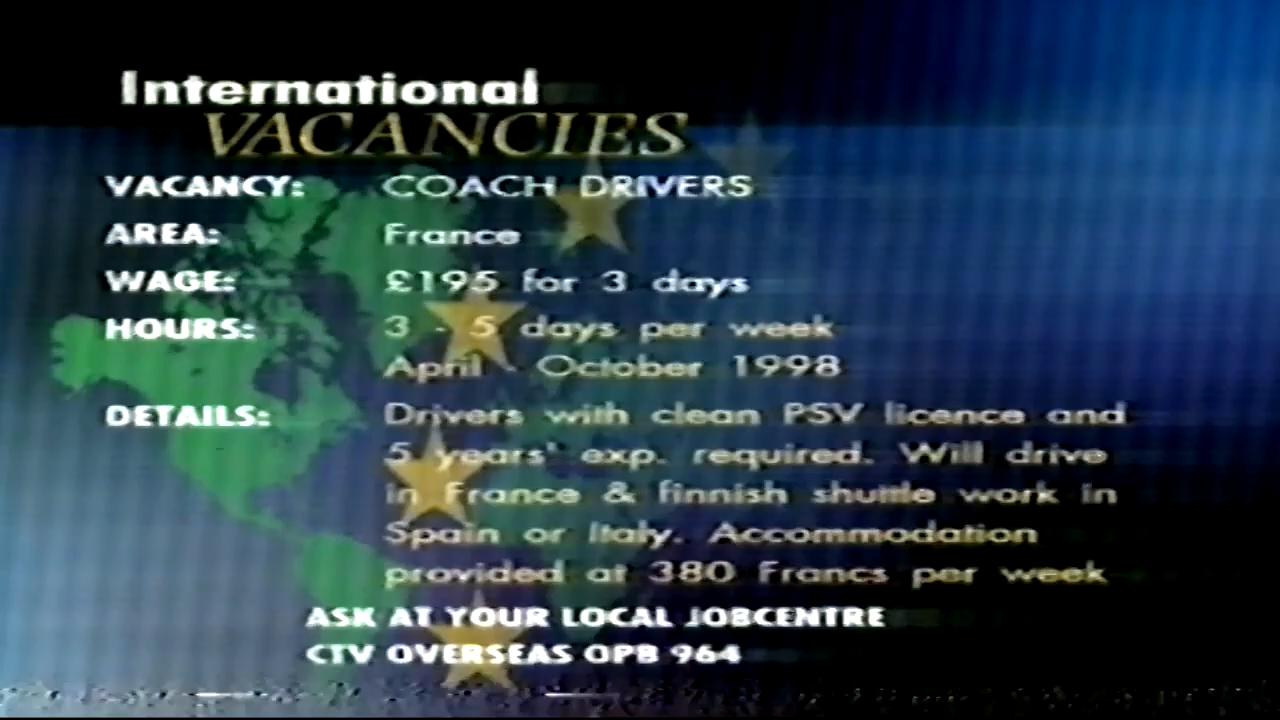 International
VACANCIES
VACANCY: COACH DRIVERS
AREA: France
WAGE: £195 for 3 days
HOURS: 3 - 5 days per week
April - October 1998
DETAILS: Drivers with clean PSV licence and
5 years' exp. required. Will drive
in France & finnish shuttle work in
Spain or Italy. Accommodation
provided at 380 Francs per week
ASK AT YOUR LOCAL JOBCENTRE
CTV OVERSEAS OPB 964